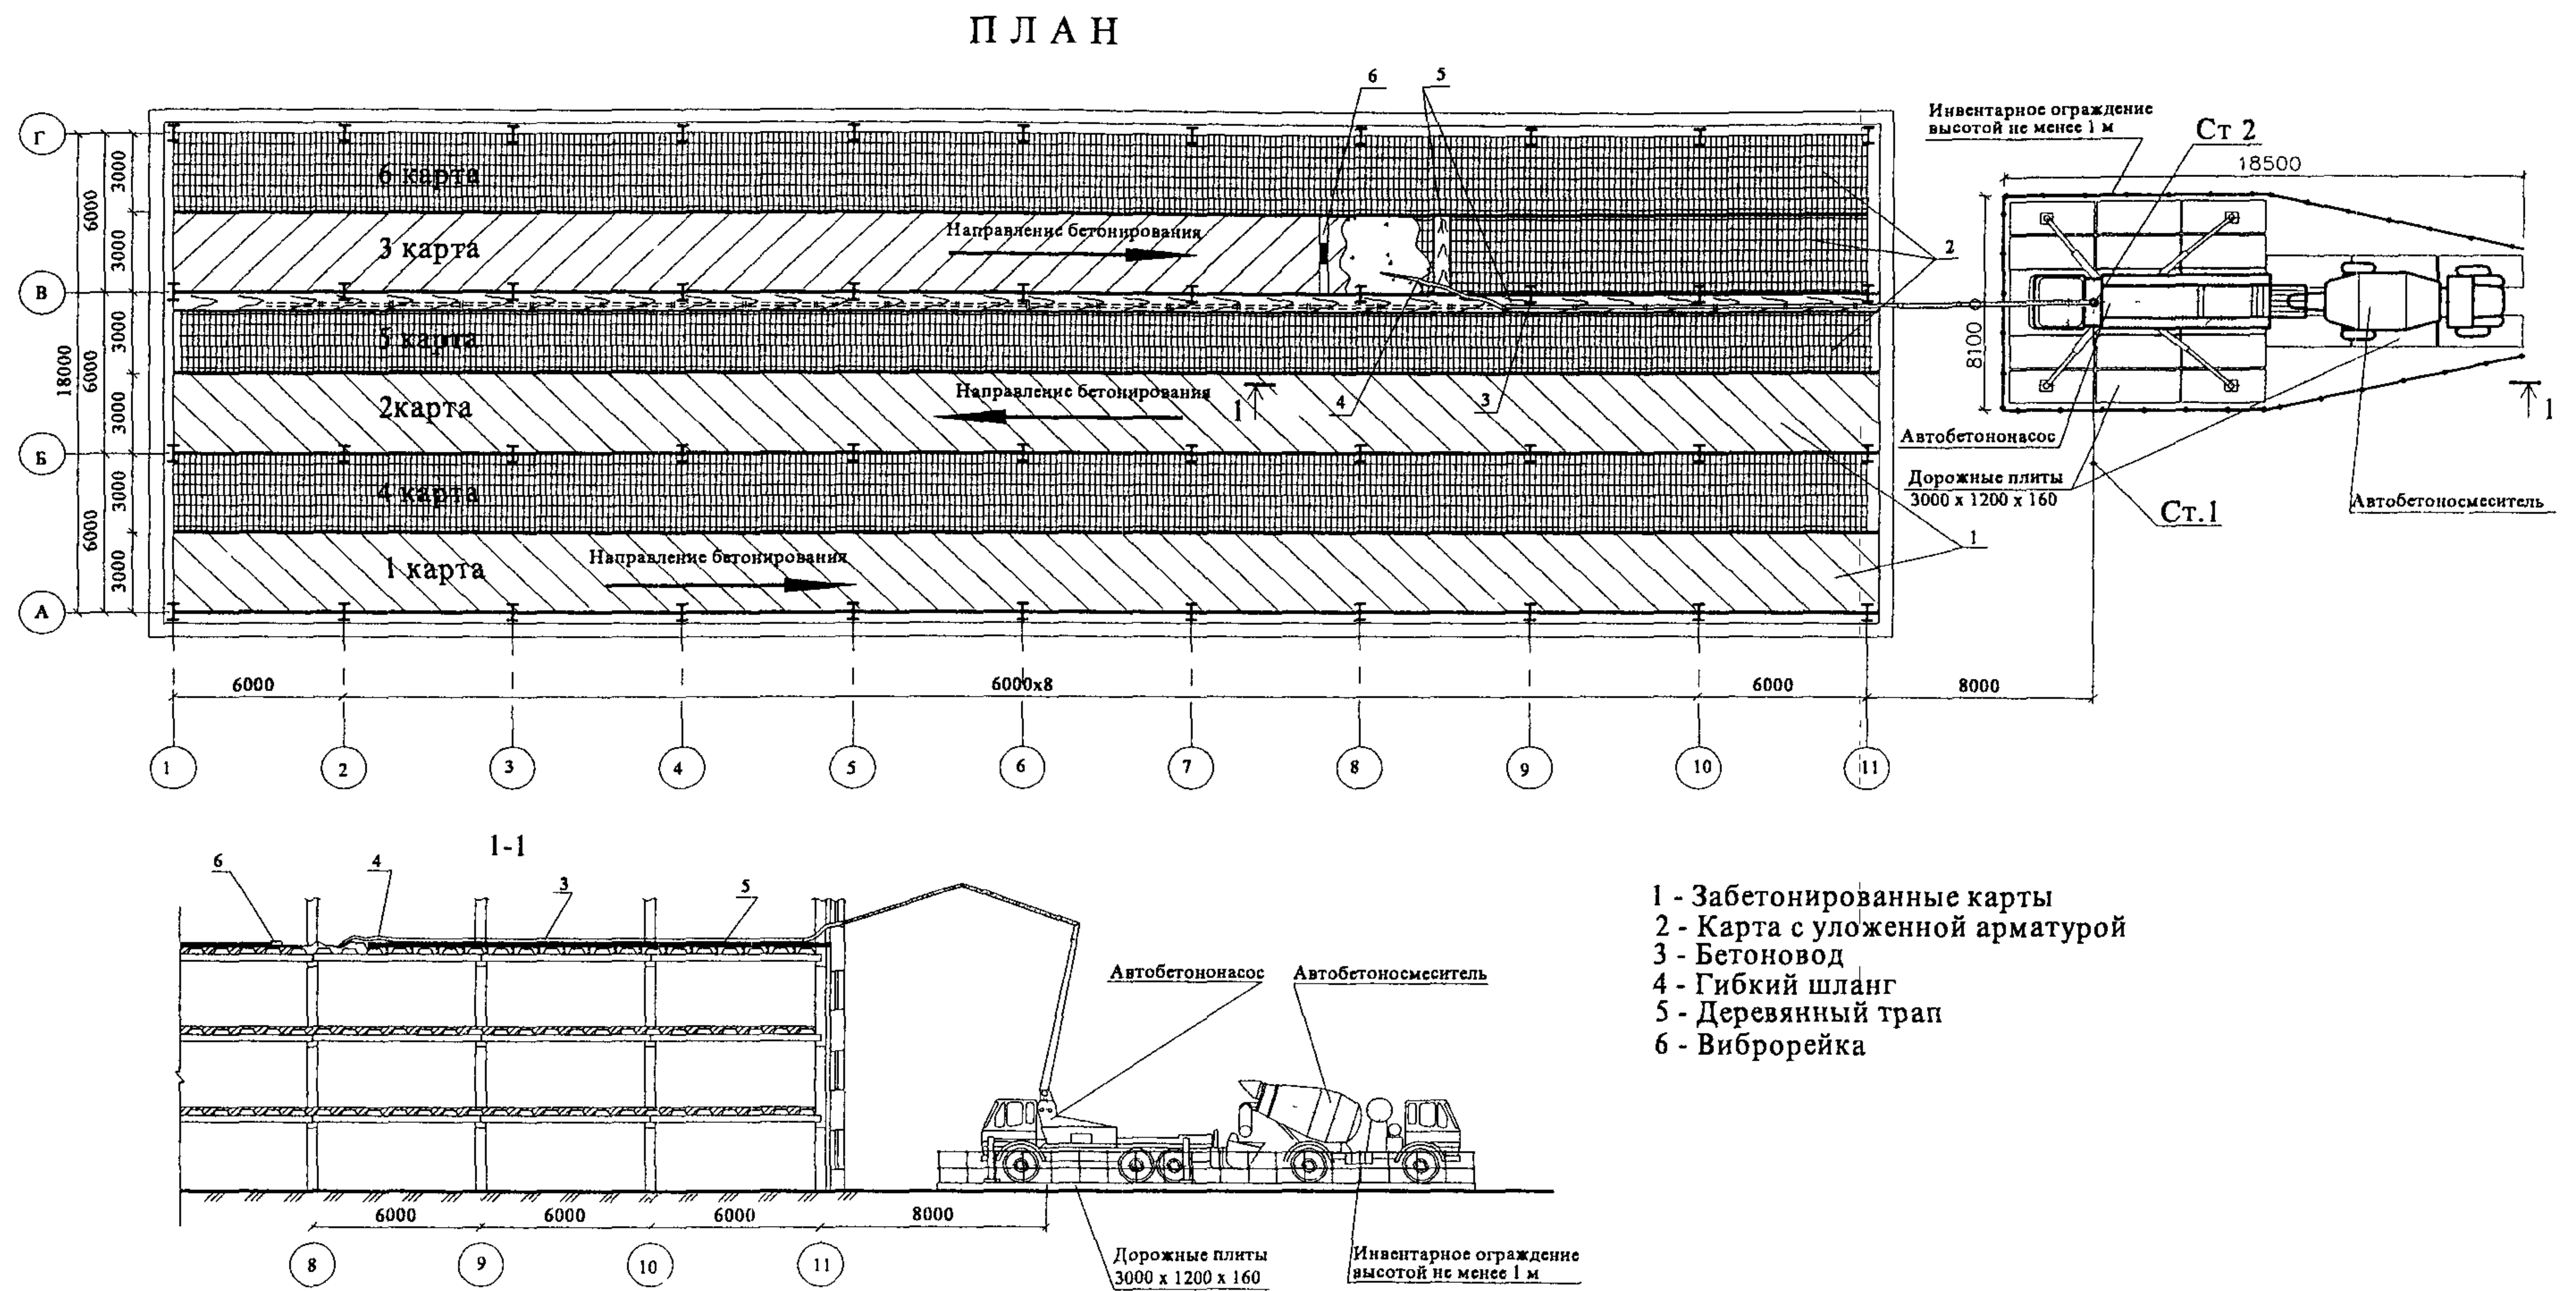 ПЛАН
6
5
Инвентарное ограждение
высотой не менее 1 м
Ст 2
18500
Г
3000
6 карта
6000
3000
3 карта
Направление бетонирования
2
В
3000
5 карта
8100
18000
6000
3000
2карта
Направление бетонирования
1
4
3
1
Автобетононасос
Б
3000
4 карта
Дорожные плиты
3000 х 1200 х 160
Автобетоносмеситель
Ст.1
6000
3000
1 карта
Направление бетонирования
1
А
6000
6000х8
6000
8000
1
2
3
4
5
6
7
8
9
10
11
1-1
6
4
3
5
Автобетононасос
Автобетоносмеситель
1 - Забетонированные карты
2 - Карта с уложенной арматурой
3 - Бетоновод
4 - Гибкий шланг
5 - Деревянный трап
6 - Виброрейка
6000
6000
6000
8000
8
9
10
11
Дорожные плиты
3000 х 1200 х 160
Инвентарное ограждение
высотой не менее 1 м